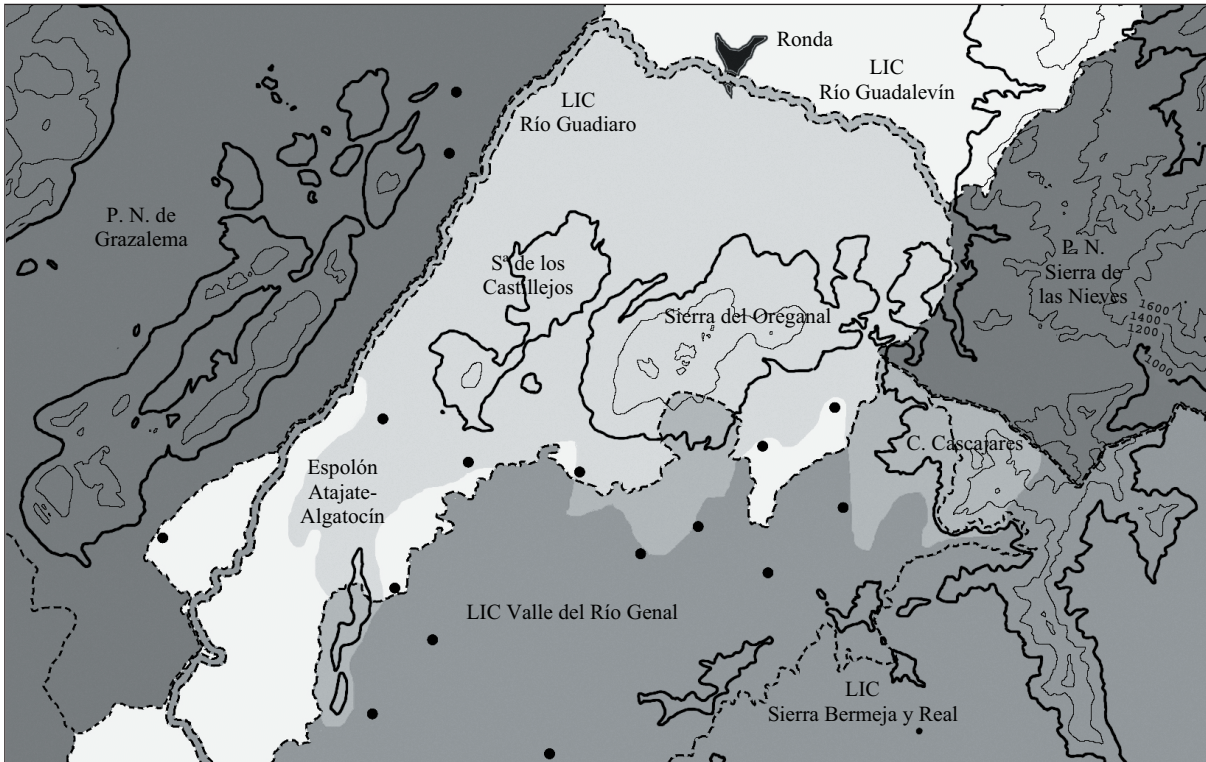 Ronda
LIC
Río Guadalevín
LIC
Río Guadiaro
P. N. de
Grazalema
Sª de los
Castillejos
Sierra del Oreganal
P. N.
Sierra de
las Nieves
1600
1400
1200
1000
C. Cascajares
Espolón
Atajate-
Algatocín
LIC Valle del Río Genal
LIC
Sierra Bermeja y Real